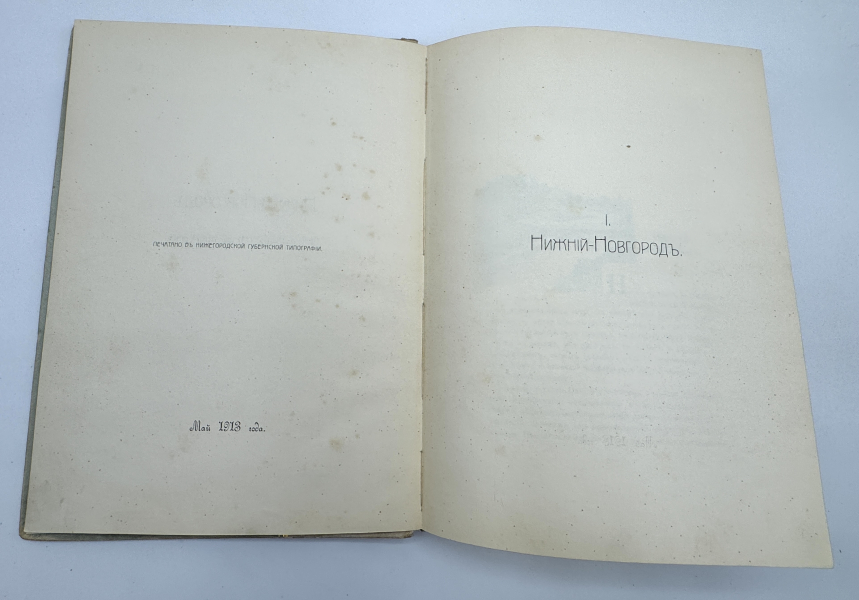 ПЕЧАТАНО ВЪ НИЖЕГОРОДСКОЙ ГУБЕРНСКОЙ ТИПОГРАФІИ.
Май 1913 года.
I.
Нижній-Новгородъ.